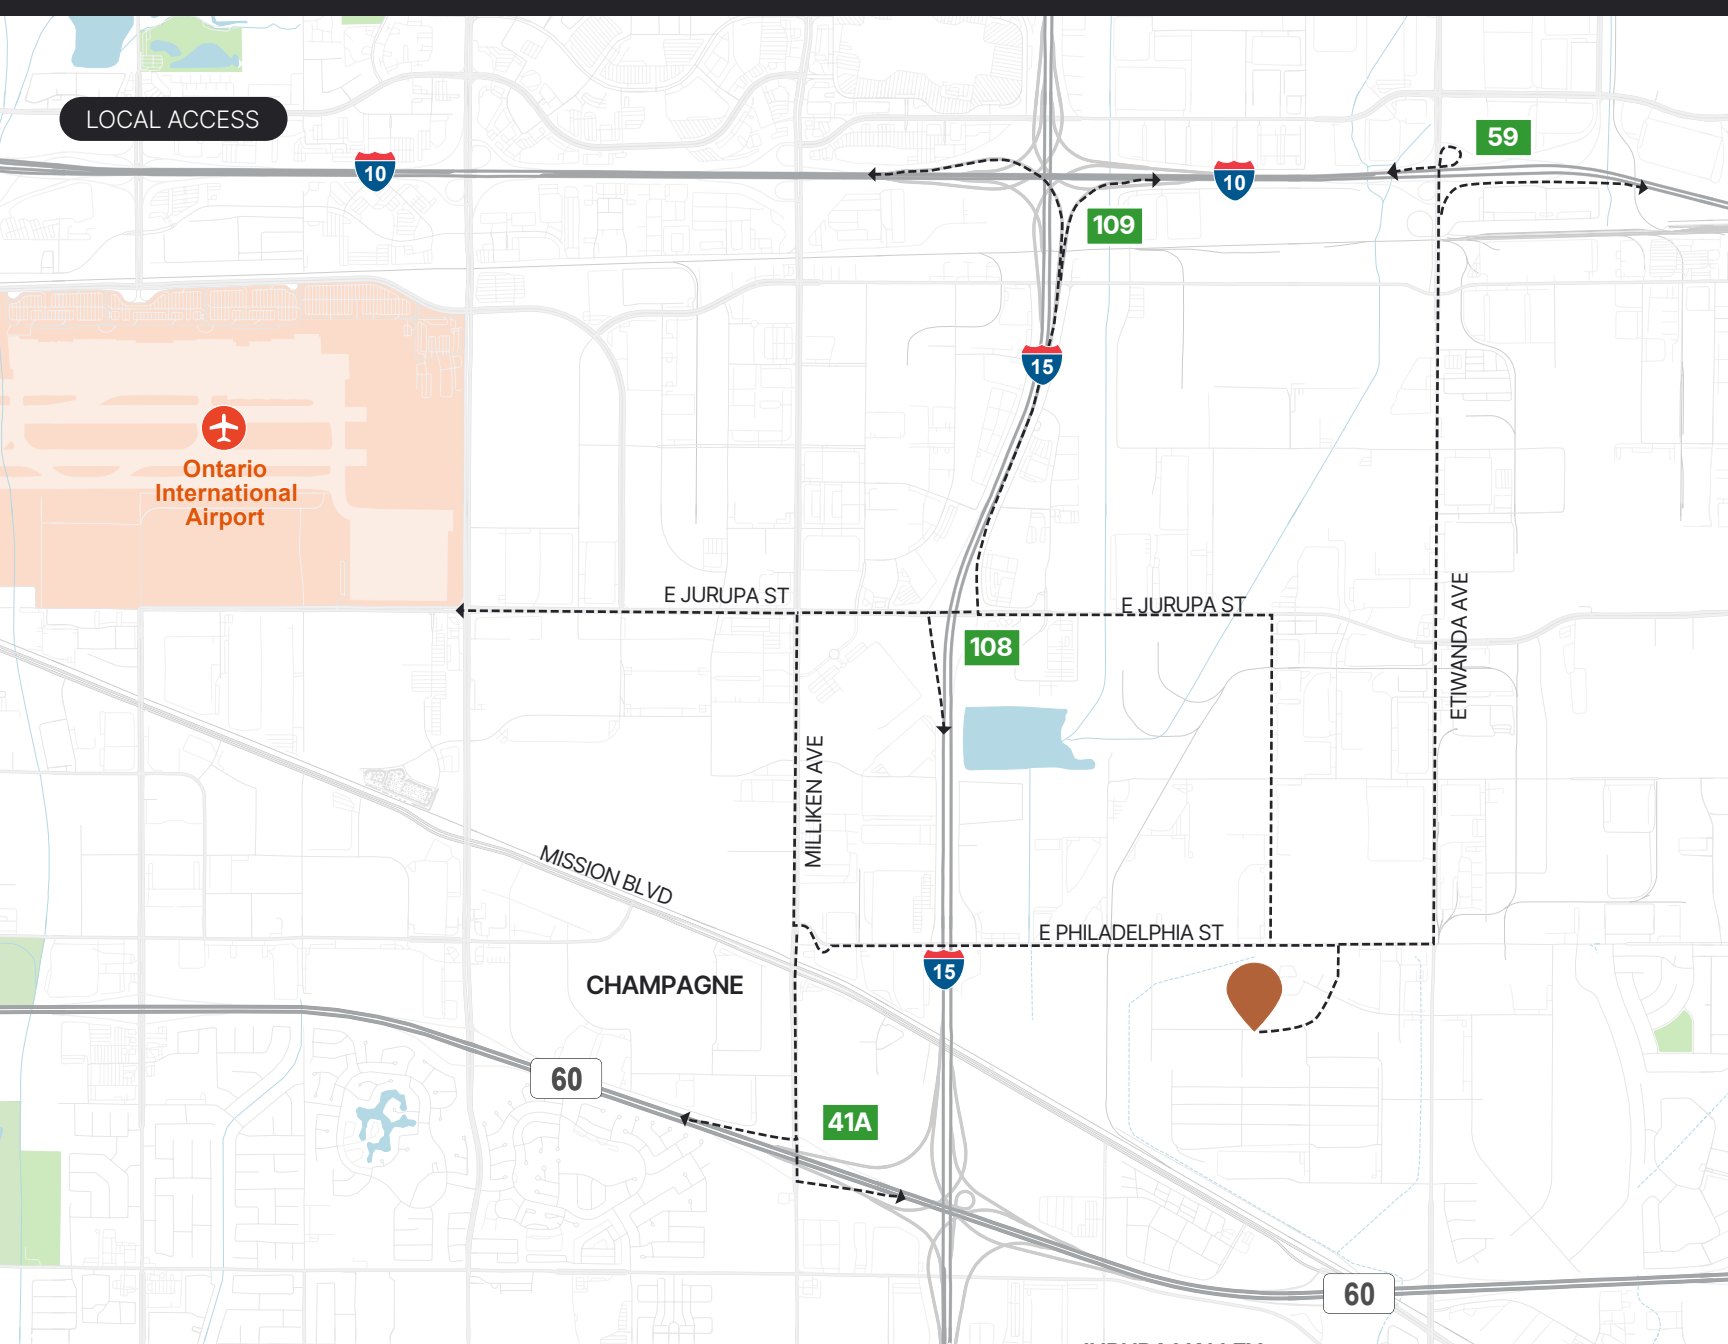 LOCAL ACCESS
59
10
10
109
15
Ontario
International
Airport
E JURUPA ST
E JURUPA ST
ETIWANDA AVE
108
MILLIKEN AVE
MISSION BLVD
E PHILADELPHIA ST
15
CHAMPAGNE
60
41A
60